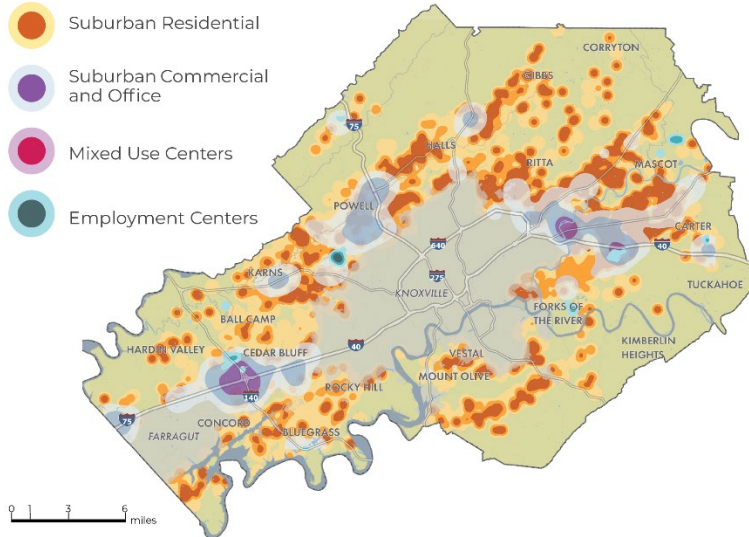 Suburban Residential
Suburban Commercial
and Office
Mixed Use Centers
Employment Centers
CORRYTON
GIBBS
75
HALLS
RITTA
MASCOT
POWELL
CARTER
640
40
275
KARNS
KNOXVILLE
TUCKAHOE
BALL CAMP
FORKS OF
THE RIVER
HARDIN VALLEY
CEDAR BLUFF
40
KIMBERLIN
HEIGHTS
VESTAL
ROCKY HILL
MOUNT OLIVE
140
75
CONCORD
BLUEGRASS
FARRAGUT
0 1 3 6
miles